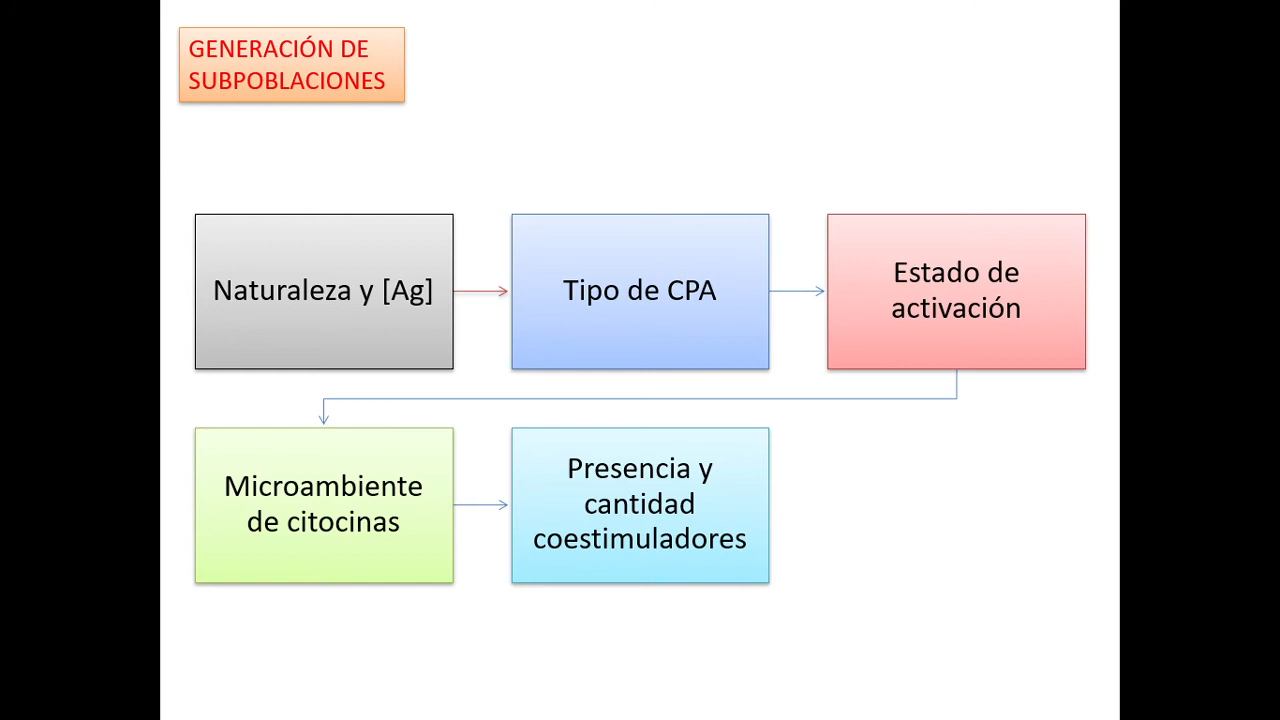 GENERACIÓN DE
SUBPOBLACIONES
Naturaleza y [Ag]
Tipo de CPA
Estado de
activación
Microambiente
de citocinas
Presencia y
cantidad
coestimuladores